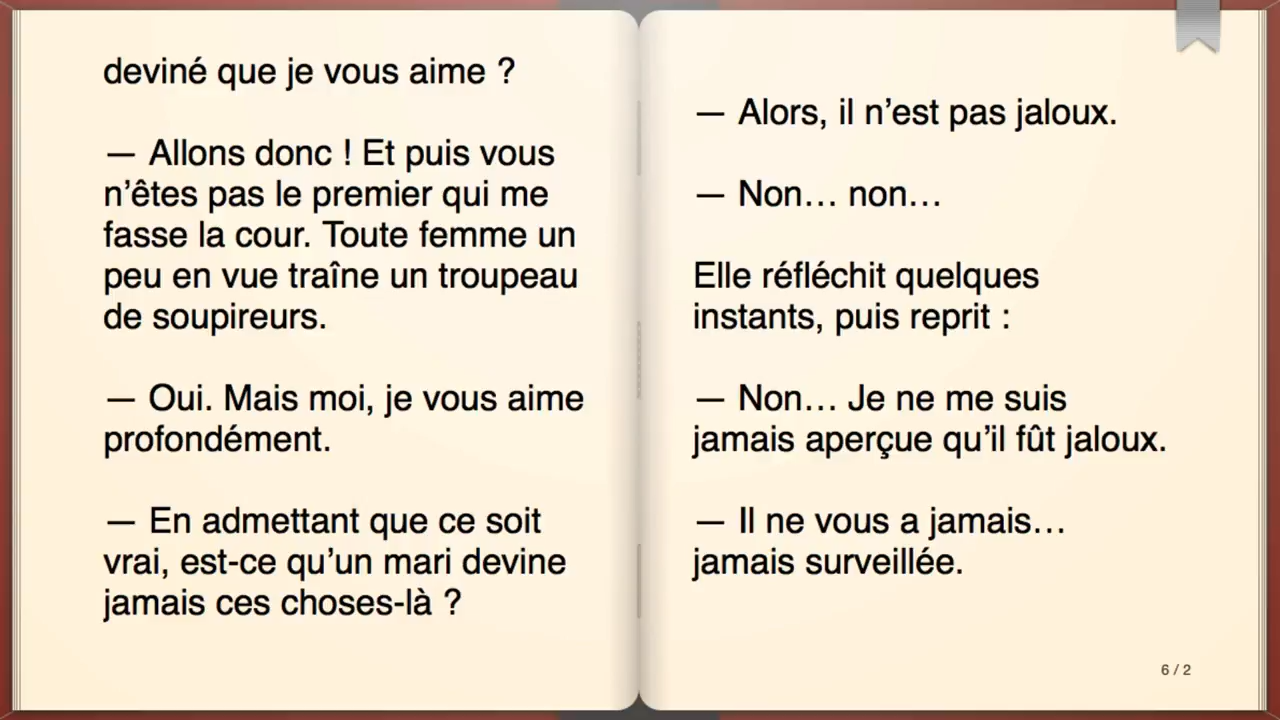 deviné que je vous aime ?
— Allons donc ! Et puis vous
n’êtes pas le premier qui me
fasse la cour. Toute femme un
peu en vue traîne un troupeau
de soupireurs.
— Oui. Mais moi, je vous aime
profondément.
— En admettant que ce soit
vrai, est-ce qu’un mari devine
jamais ces choses-là ?
— Alors, il n’est pas jaloux.
— Non… non…
Elle réfléchit quelques
instants, puis reprit :
— Non… Je ne me suis
jamais aperçue qu’il fût jaloux.
— Il ne vous a jamais…
jamais surveillée.
6 / 2